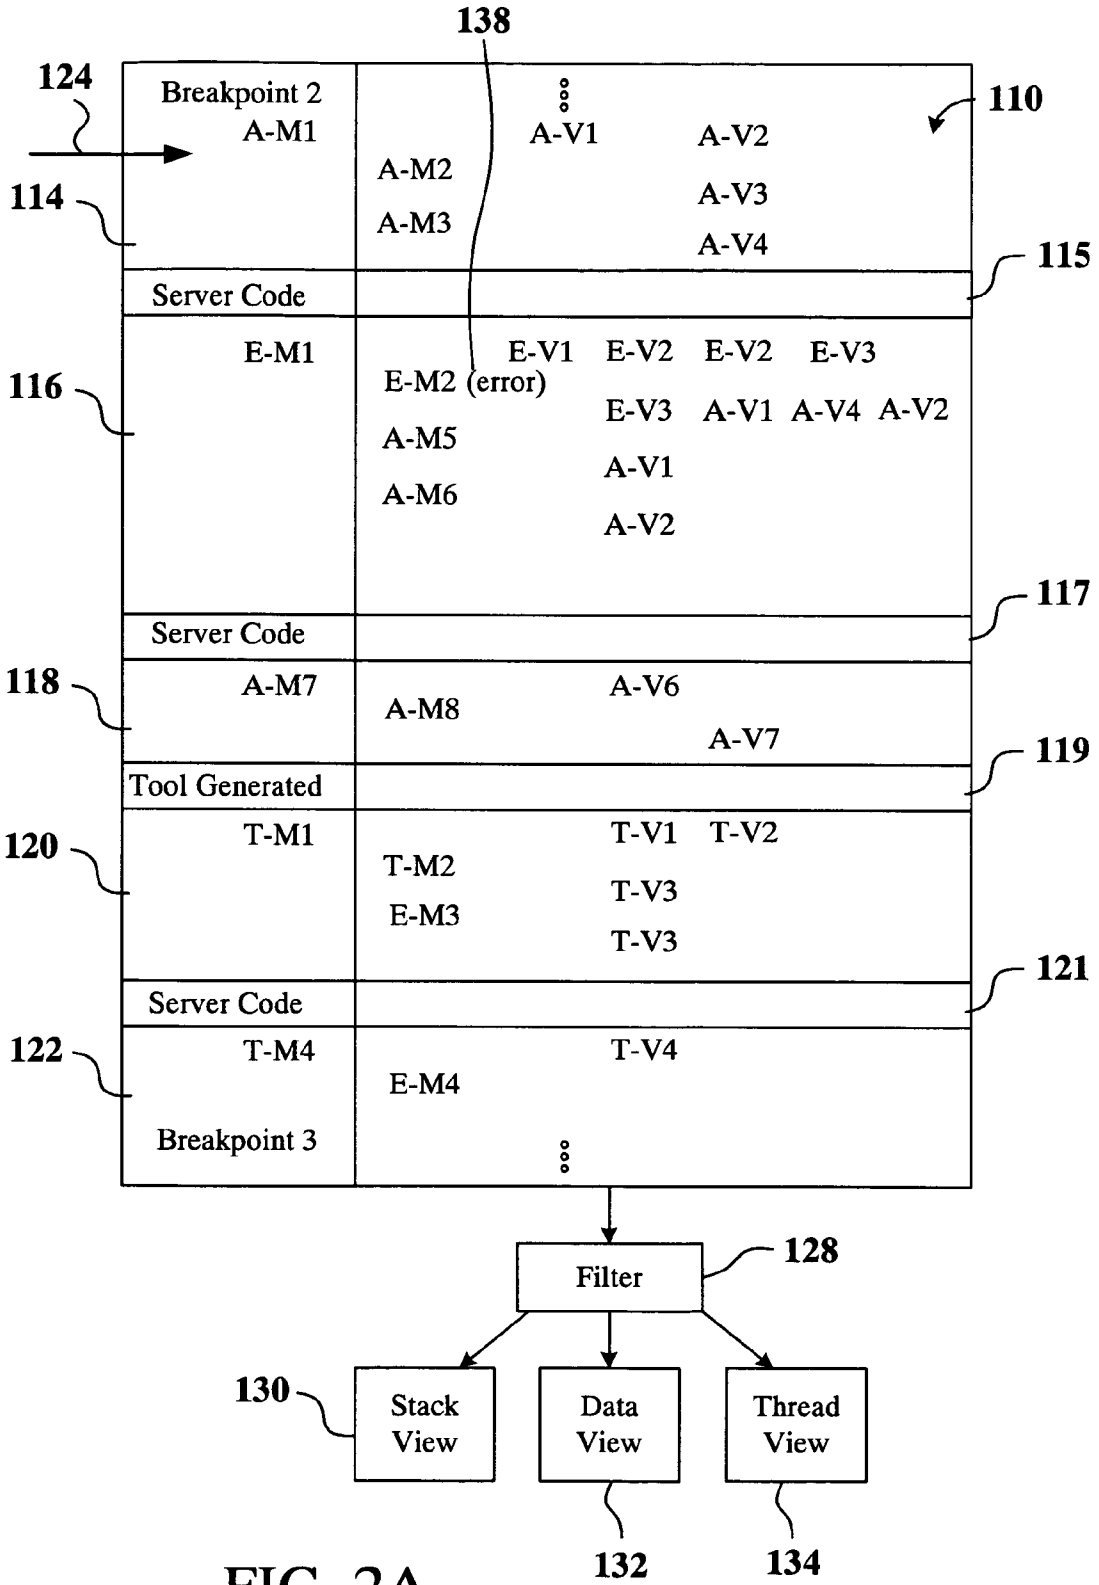 138
124
Breakpoint 2
110
A-M1 A-V1 A-V2
A-M2
114
A-V3
A-M3
A-V4
115
Server Code
E-M1 E-V1 E-V2 E-V2 E-V3
116
E-M2 (error)
E-V3 A-V1 A-V4 A-V2
A-M5
A-V1
A-M6
A-V2
117
Server Code
118
A-M7 A-V6
A-M8
A-V7
119
Tool Generated
120
T-M1 T-V1 T-V2
T-M2
T-V3
E-M3
T-V3
121
Server Code
122
T-M4 T-V4
E-M4
Breakpoint 3
128
Filter
130
Stack
View
Data
View
Thread
View
132
134
FIG. 2A